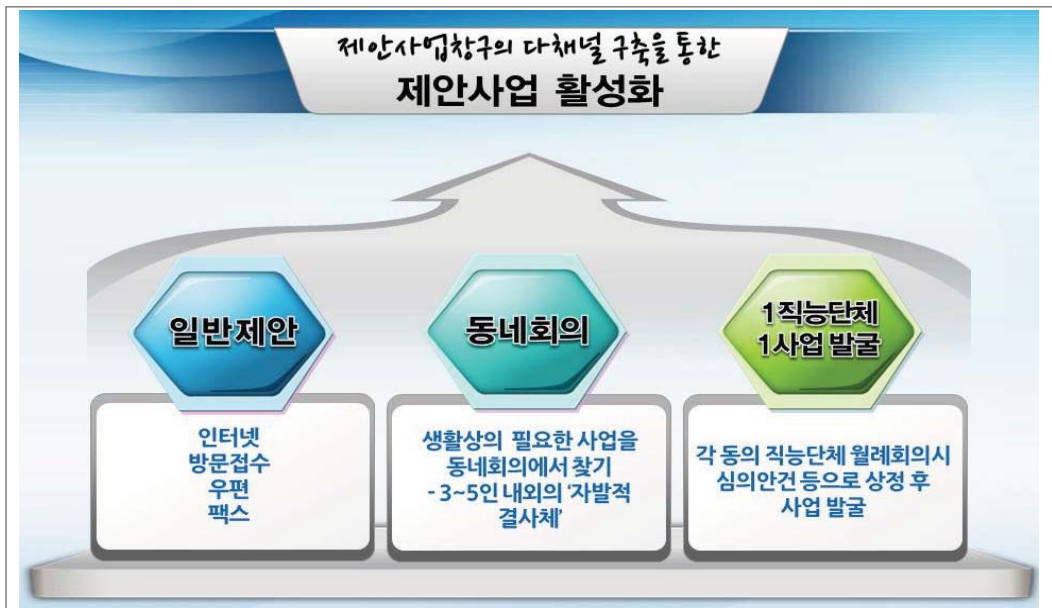 제안사업창구의 다채널 구축을 통한
제안사업 활성화
일반제안
인터넷
방문접수
우편
팩스
동네회의
생활상의 필요한 사업을
동네회의에서 찾기
- 3~5인 내외의 '자발적
결사체'
1직능단체
1사업 발굴
각 동의 직능단체 월례회의시
심의안건 등으로 상정 후
사업 발굴